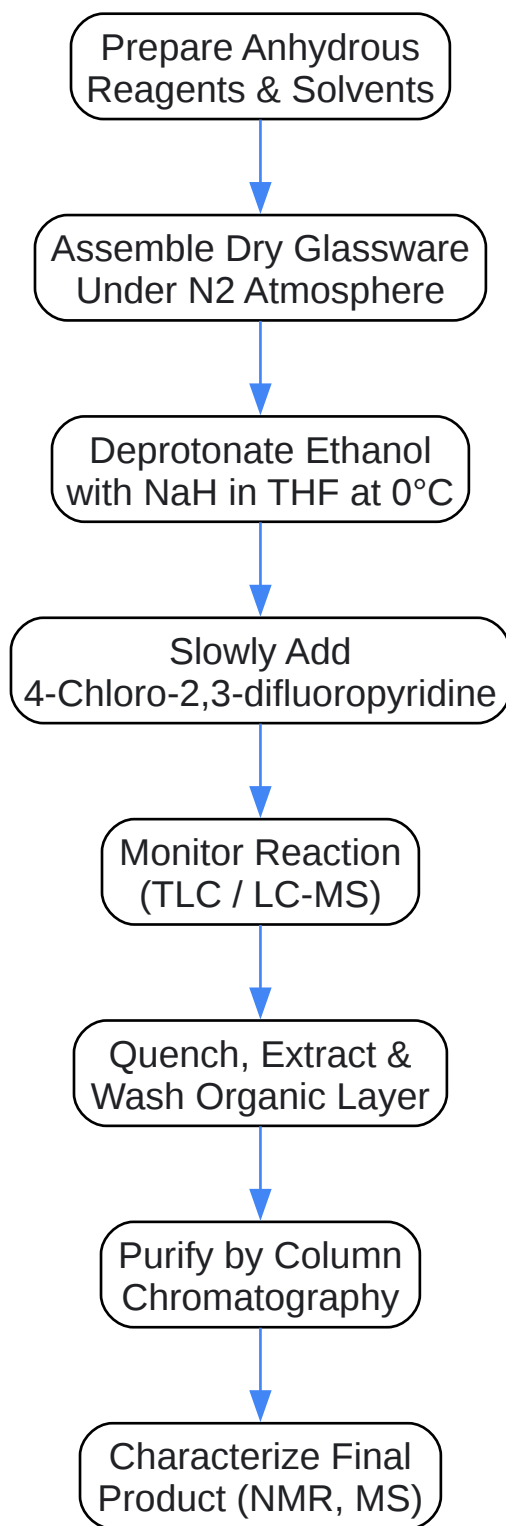 Prepare Anhydrous
Reagents & Solvents
Assemble Dry Glassware
Under N2 Atmosphere
Deprotonate Ethanol
with NaH in THF at 0°C
Slowly Add
4-Chloro-2,3-difluoropyridine
Monitor Reaction
(TLC / LC-MS)
Quench, Extract &
Wash Organic Layer
Purify by Column
Chromatography
Characterize Final
Product (NMR, MS)